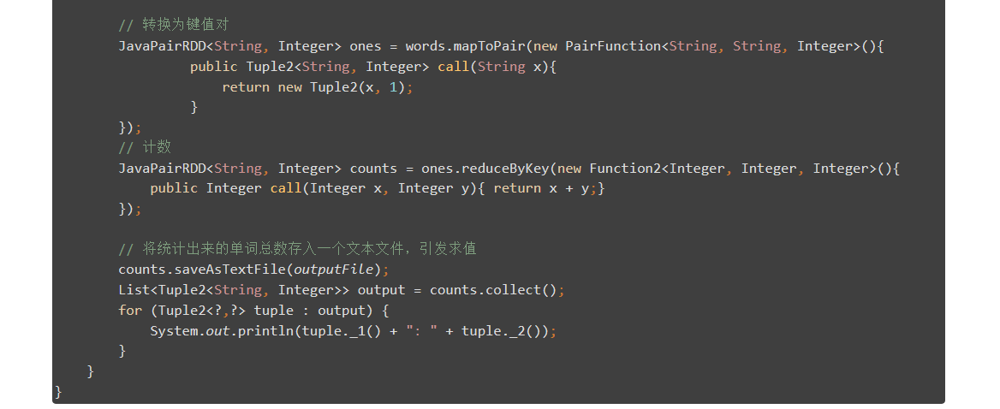 // 转换为键值对
JavaPairRDD<String, Integer> ones = words.mapToPair(new PairFunction<String, String, Integer>(){
public Tuple2<String, Integer> call(String x){
return new Tuple2(x, 1);
}
});
// 计数
JavaPairRDD<String, Integer> counts = ones.reduceByKey(new Function2<Integer, Integer, Integer>(){
public Integer call(Integer x, Integer y){ return x + y;}
});
// 将统计出来的单词总数存入一个文本文件，引发求值
counts.saveAsTextFile(outputFile);
List<Tuple2<String, Integer>> output = counts.collect();
for (Tuple2<?,?> tuple : output) {
System.out.println(tuple._1() + ": " + tuple._2());
}
}
}